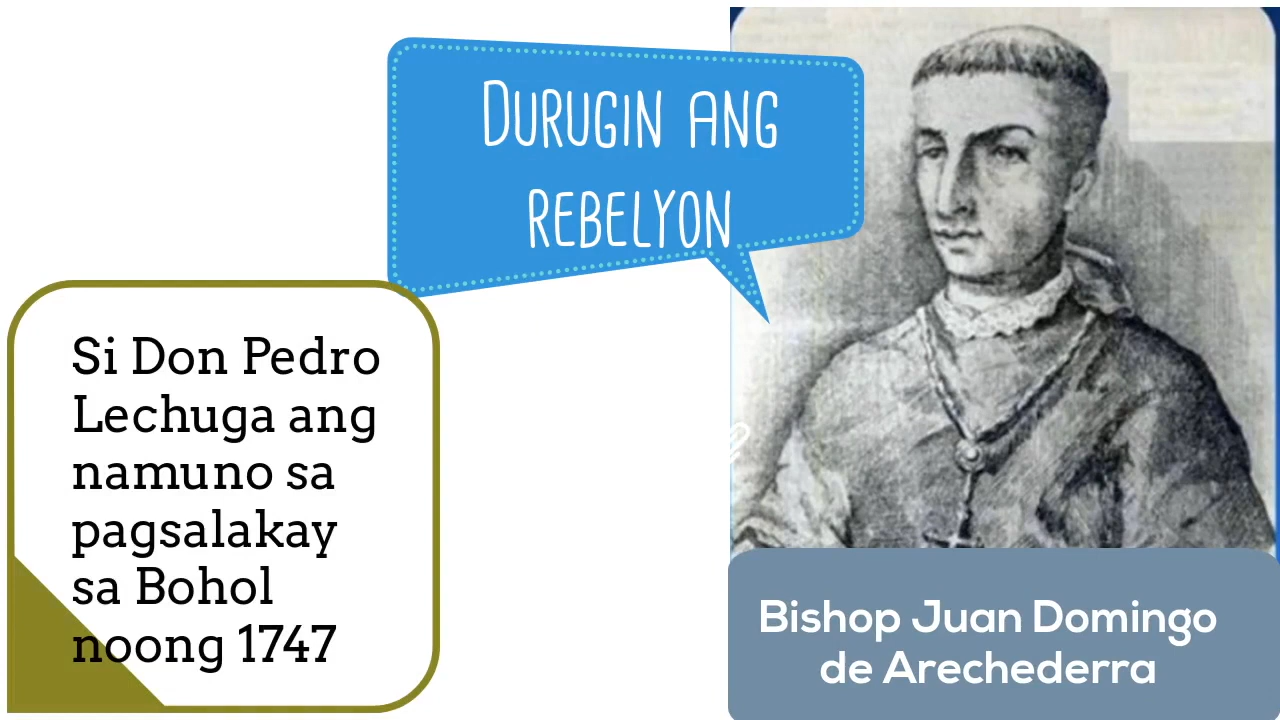 DURUGIN ANG
REBELYON
Si Don Pedro
Lechuga ang
namuno sa
pagsalakay
sa Bohol
noong 1747
Bishop Juan Domingo
de Arechederra